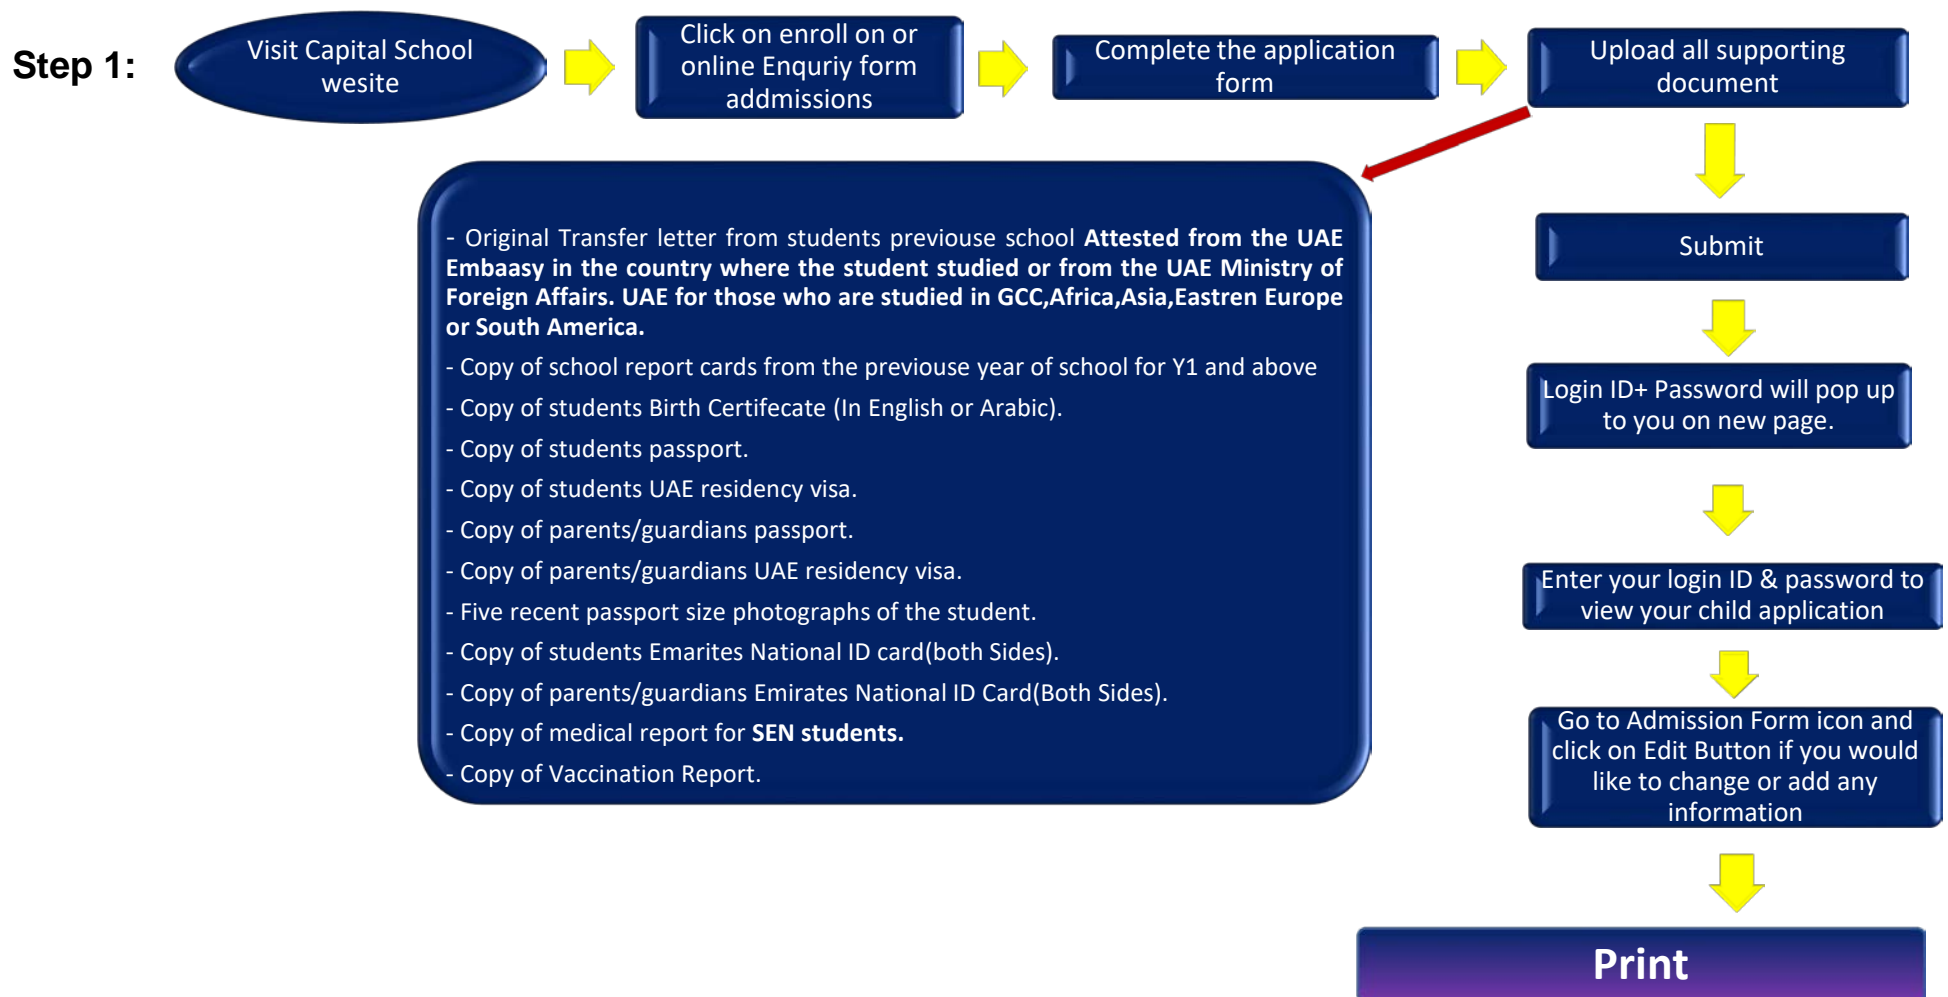 Step 1:
Visit Capital School
wesite
Click on enroll on or
online Enquriy form
addmissions
Complete the application
form
Upload all supporting
document
- Original Transfer letter from students previouse school Attested from the UAE
Embaasy in the country where the student studied or from the UAE Ministry of
Foreign Affairs. UAE for those who are studied in GCC,Africa,Asia,Eastren Europe
or South America.
- Copy of school report cards from the previouse year of school for Y1 and above
- Copy of students Birth Certifecate (In English or Arabic).
- Copy of students passport.
- Copy of students UAE residency visa.
- Copy of parents/guardians passport.
- Copy of parents/guardians UAE residency visa.
- Five recent passport size photographs of the student.
- Copy of students Emarites National ID card(both Sides).
- Copy of parents/guardians Emirates National ID Card(Both Sides).
- Copy of medical report for SEN students.
- Copy of Vaccination Report.
Submit
Login ID+ Password will pop up
to you on new page.
Enter your login ID & password to
view your child application
Go to Admission Form icon and
click on Edit Button if you would
like to change or add any
information
Print